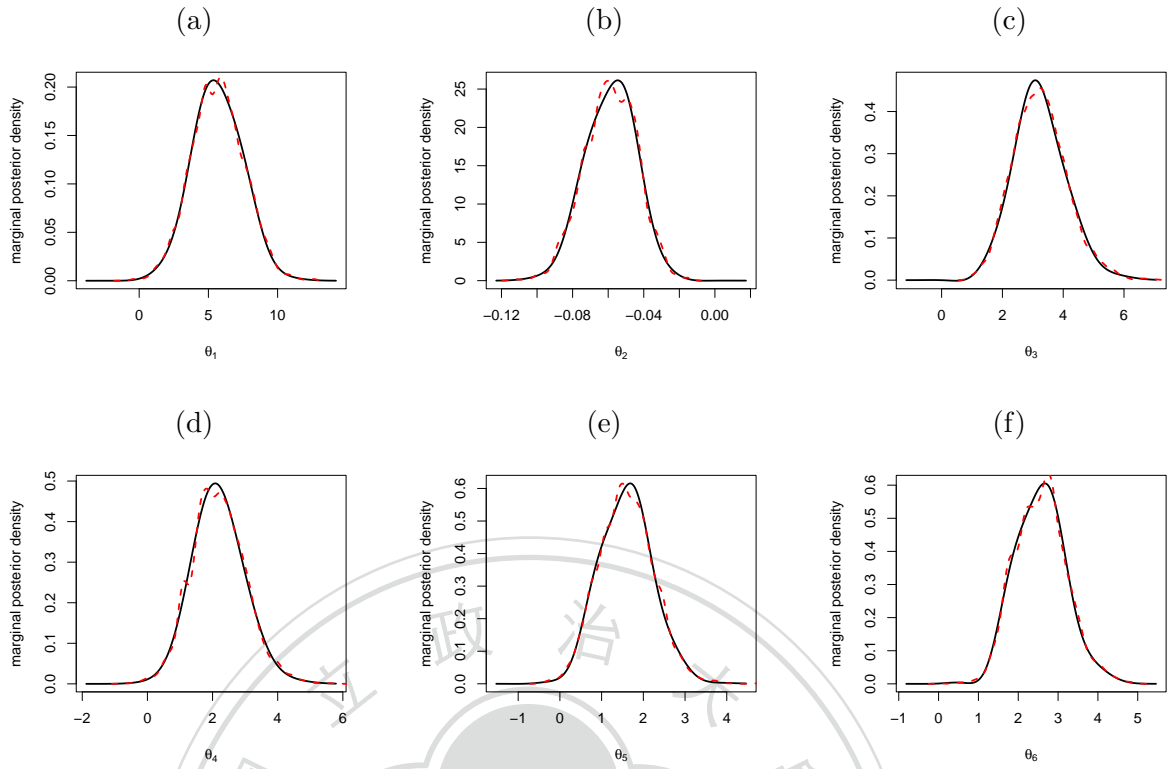 (a)
(b)
(c)
marginal posterior density
0.00 0.05 0.10 0.15 0.20
0 5 10
θ1
marginal posterior density
0 5 10 15 20 25
−0.12 −0.08 −0.04 0.00
θ2
marginal posterior density
0.0 0.1 0.2 0.3 0.4
0 2 4 6
θ3
(d)
(e)
(f)
marginal posterior density
0.0 0.1 0.2 0.3 0.4 0.5
−2 0 2 4 6
θ4
marginal posterior density
0.0 0.1 0.2 0.3 0.4 0.5 0.6
−1 0 1 2 3 4
θ5
marginal posterior density
0.0 0.1 0.2 0.3 0.4 0.5 0.6
−1 0 1 2 3 4 5
θ6
立政治大